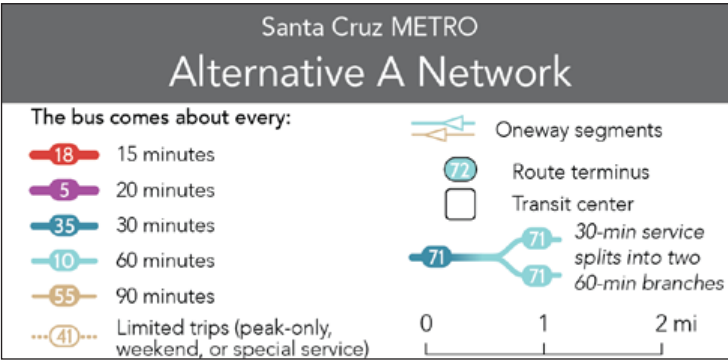 Santa Cruz METRO
Alternative A Network
The bus comes about every:
18 15 minutes
5 20 minutes
35 30 minutes
10 60 minutes
55 90 minutes
41 Limited trips (peak-only,
weekend, or special service)
Oneway segments
72 Route terminus
Transit center
71 71 30-min service
splits into two
71 60-min branches
0 1 2 mi